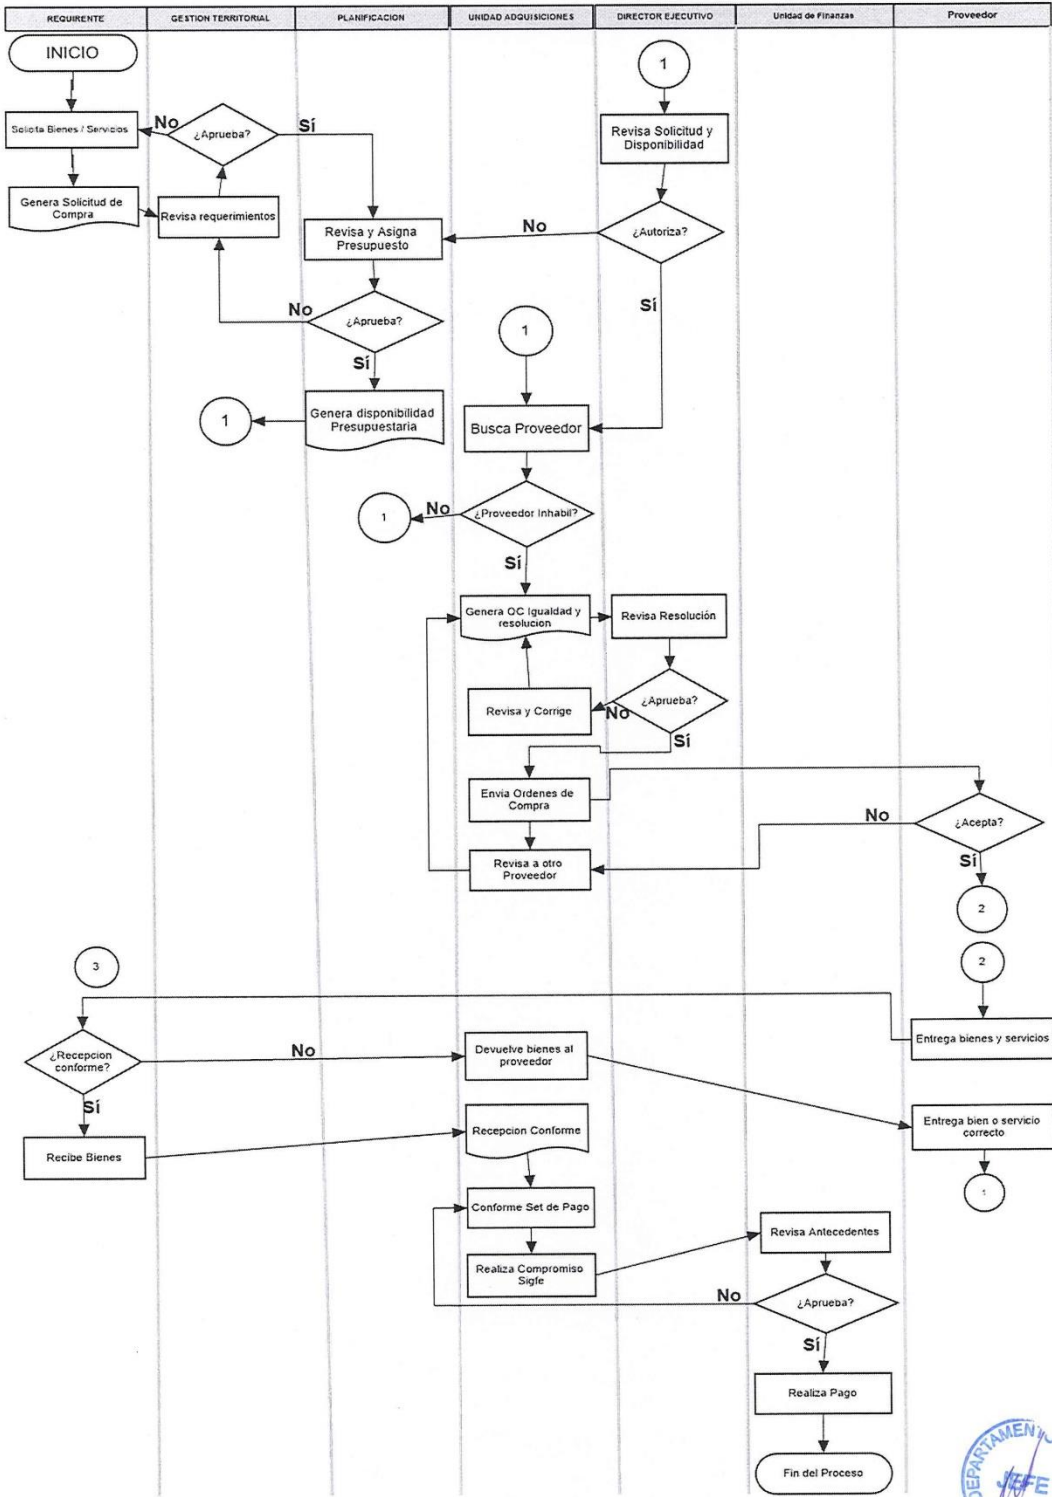 REQUIRENTE
GESTION TERRITORIAL
PLANIFICACION
UNIDAD ADQUISICIONES
DIRECTOR EJECUTIVO
Unidad de Finanzas
Proveedor
INICIO
1
Solicita Bienes / Servicios
No
¿Aprueba?
Sí
Revisa Solicitud y
Disponibilidad
Genera Solicitud de
Compra
Revisa requerimientos
Revisa y Asigna
Presupuesto
No
¿Autoriza?
Sí
No
¿Aprueba?
Sí
1
1
Genera disponibilidad
Presupuestaria
Busca Proveedor
1
No
¿Proveedor Inhabil?
Sí
Genera OC Igualdad y
resolucion
Revisa Resolución
Revisa y Corrige
No
¿Aprueba?
Sí
Envia Ordenes de
Compra
No
¿Acepta?
Sí
Revisa a otro
Proveedor
2
3
2
¿Recepcion
conforme?
No
Sí
Devuelve bienes al
proveedor
Entrega bienes y servicios
Recibe Bienes
Recepcion Conforme
Entrega bien o servicio
correcto
1
Conforme Set de Pago
Revisa Antecedentes
Realiza Compromiso
Sigfe
No
¿Aprueba?
Sí
Realiza Pago
Fin del Proceso
DEPARTAMENTO
JEFE